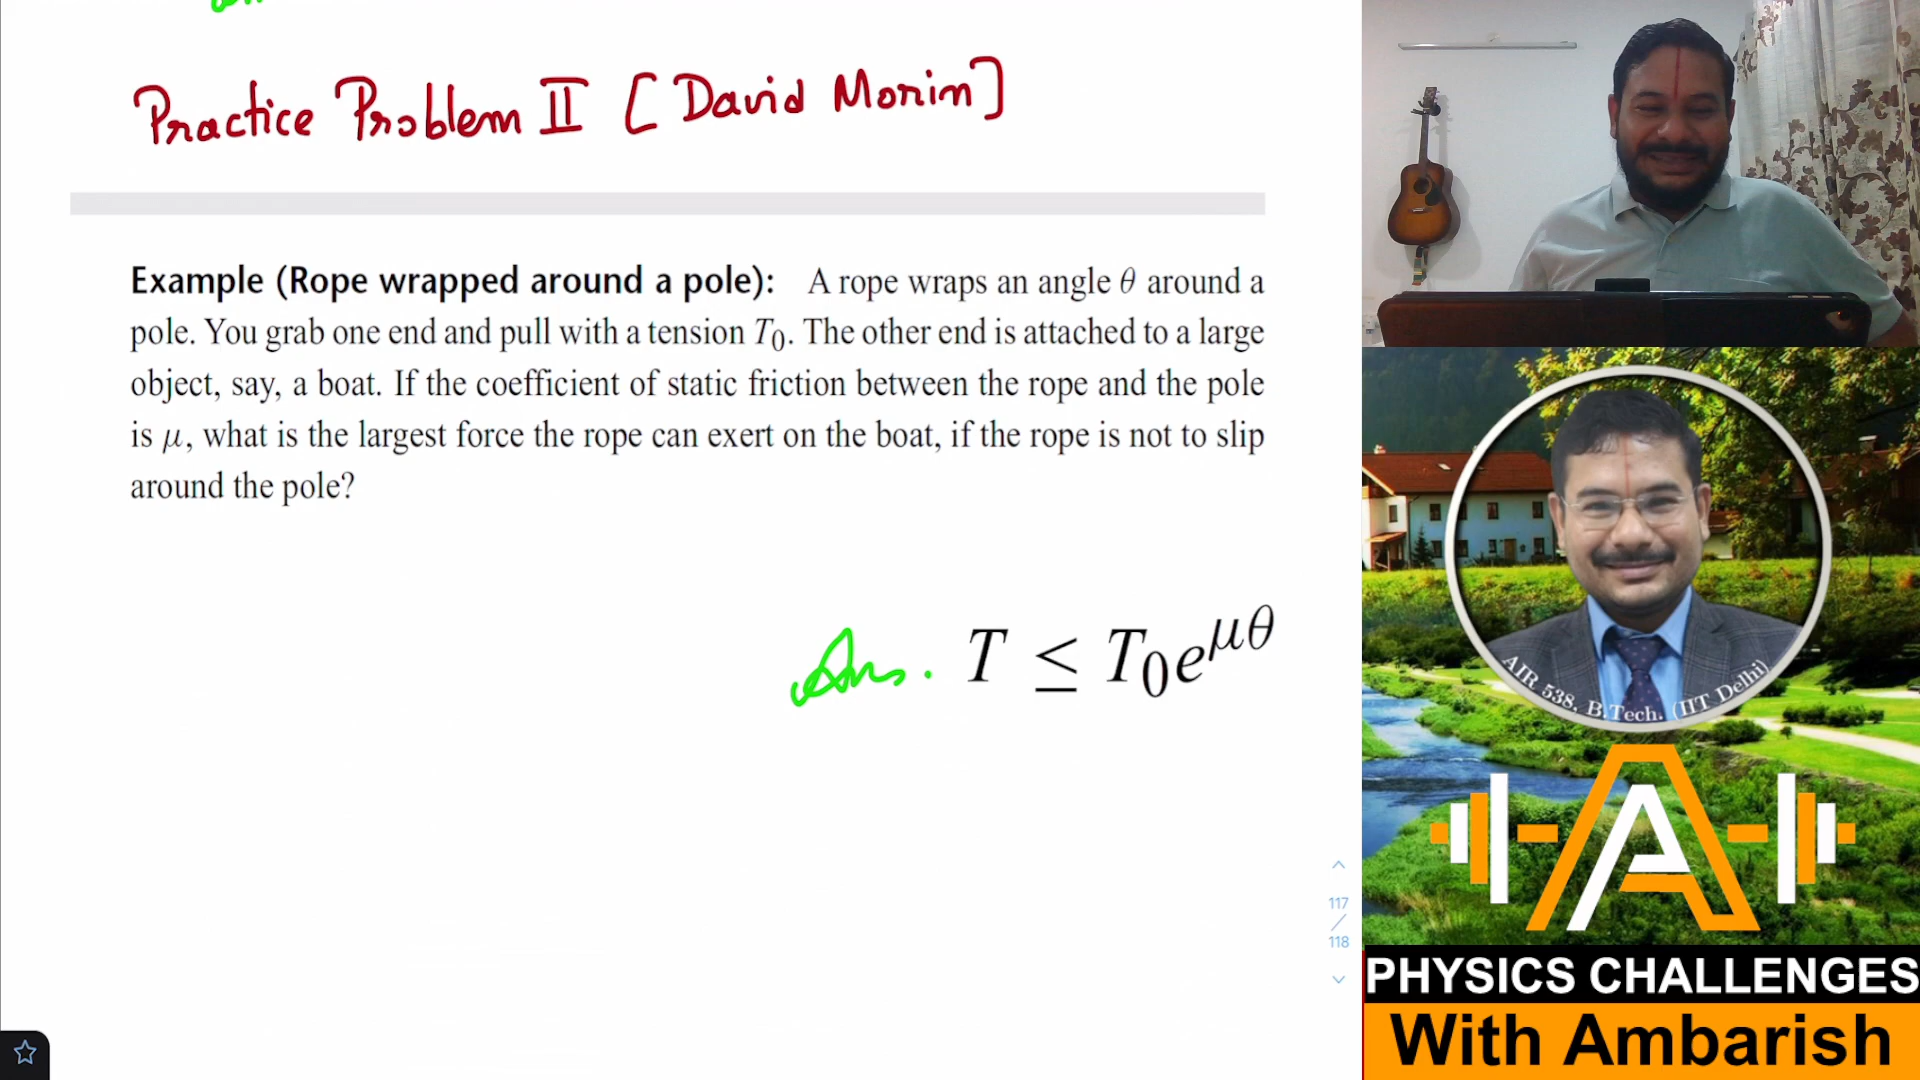 Practice Problem II [David Morin]
Example (Rope wrapped around a pole): A rope wraps an angle θ around a
pole. You grab one end and pull with a tension T₀. The other end is attached to a large
object, say, a boat. If the coefficient of static friction between the rope and the pole
is μ, what is the largest force the rope can exert on the boat, if the rope is not to slip
around the pole?
Ans. T ≤ T₀e^{μθ}
117
/
118
AIR 538, B.Tech. (IIT Delhi)
A
PHYSICS CHALLENGES
With Ambarish